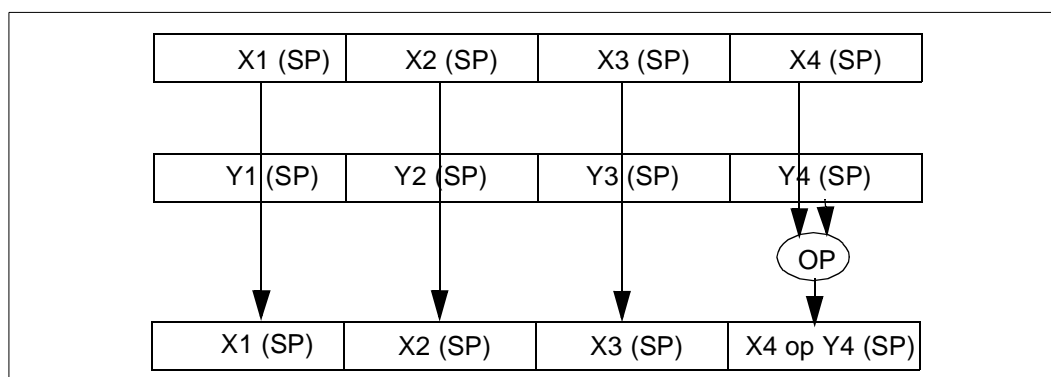 X1 (SP) X2 (SP) X3 (SP) X4 (SP)
Y1 (SP) Y2 (SP) Y3 (SP) Y4 (SP)
OP
X1 (SP) X2 (SP) X3 (SP) X4 op Y4 (SP)